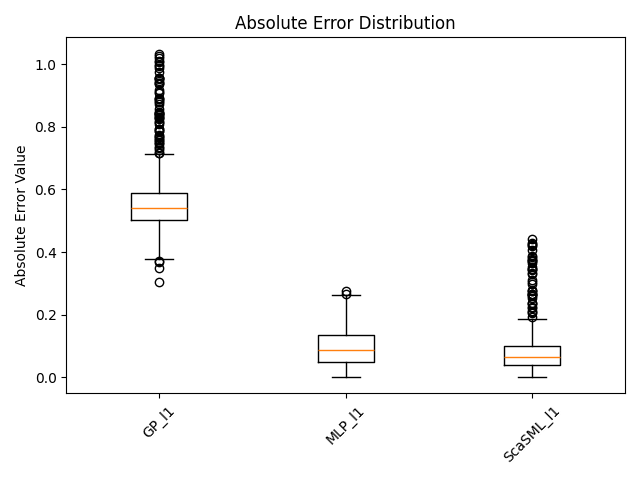 Absolute Error Distribution
Absolute Error Value
1.0
0.8
0.6
0.4
0.2
0.0
GP_l1
MLP_l1
ScaSML_l1